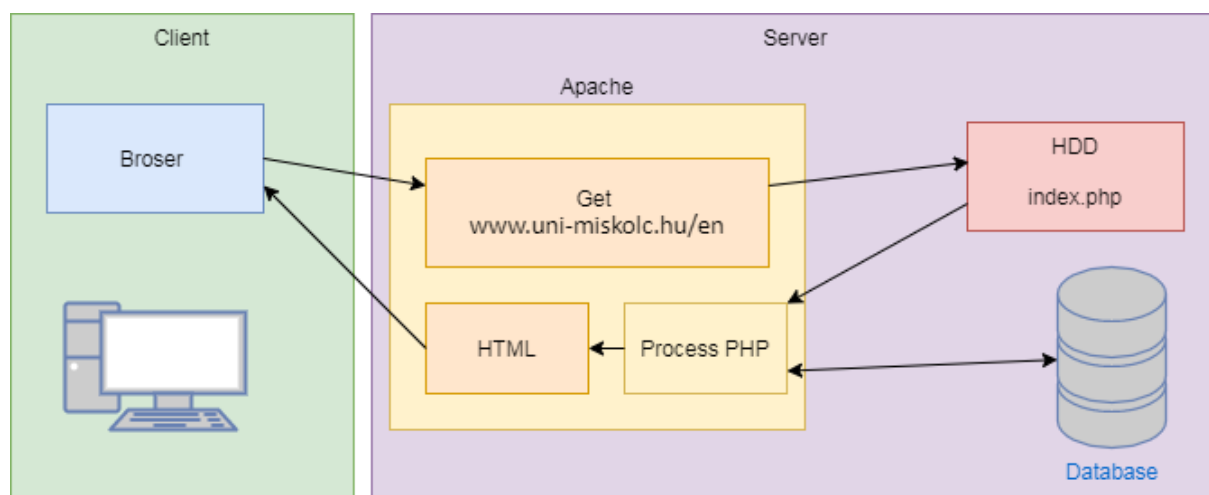 Client
Server
Apache
Broser
Get
www.uni-miskolc.hu/en
HDD
index.php
HTML
Process PHP
Database